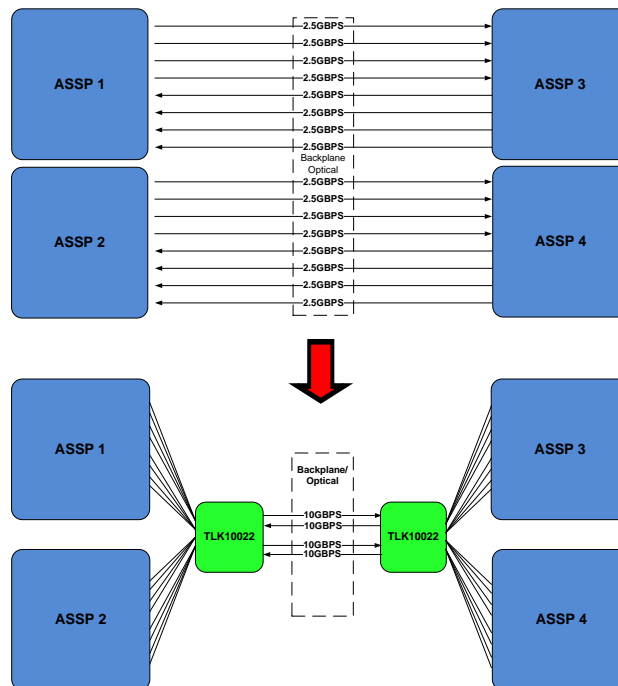 2.5GBPS
2.5GBPS
2.5GBPS
2.5GBPS
2.5GBPS
2.5GBPS
2.5GBPS
2.5GBPS
ASSP 1
ASSP 3
Backplane
Optical
2.5GBPS
2.5GBPS
2.5GBPS
2.5GBPS
2.5GBPS
2.5GBPS
2.5GBPS
2.5GBPS
ASSP 2
ASSP 4
ASSP 1
ASSP 3
Backplane/
Optical
10GBPS
10GBPS
10GBPS
10GBPS
TLK10022
TLK10022
ASSP 2
ASSP 4